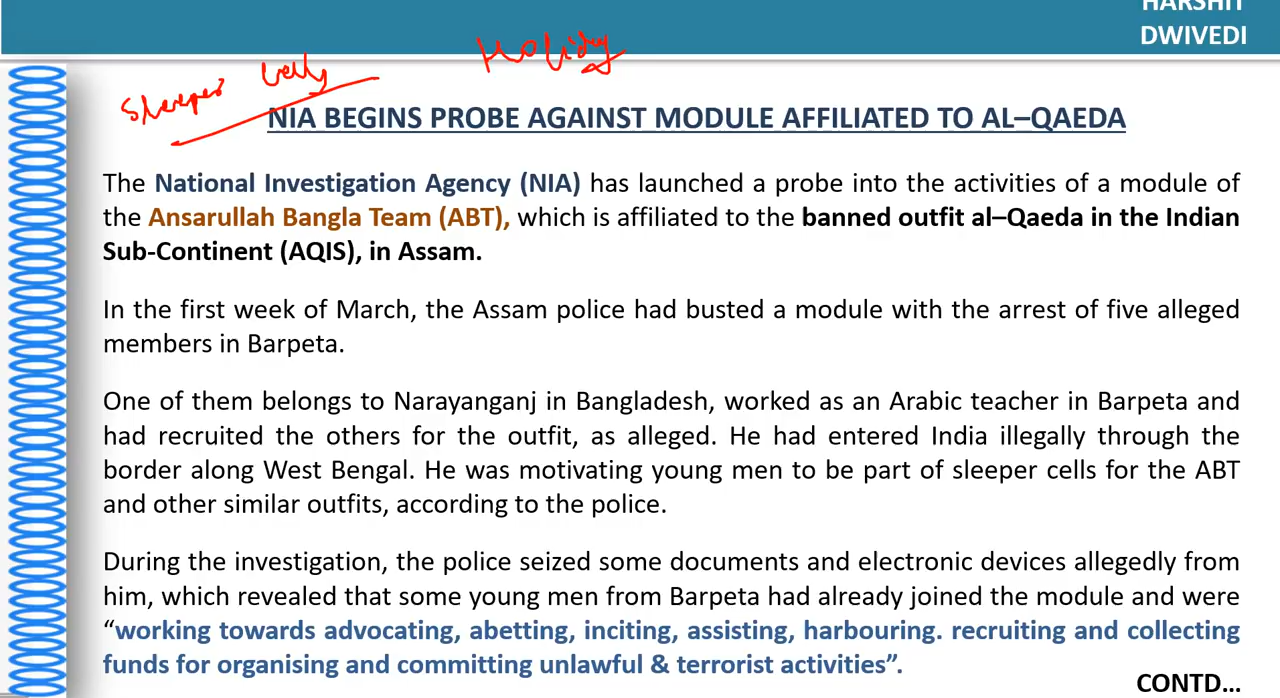 HARSHIT
DWIVEDI
Sleeper Cells
Holiday
NIA BEGINS PROBE AGAINST MODULE AFFILIATED TO AL–QAEDA
The National Investigation Agency (NIA) has launched a probe into the activities of a module of
the Ansarullah Bangla Team (ABT), which is affiliated to the banned outfit al–Qaeda in the Indian
Sub-Continent (AQIS), in Assam.
In the first week of March, the Assam police had busted a module with the arrest of five alleged
members in Barpeta.
One of them belongs to Narayanganj in Bangladesh, worked as an Arabic teacher in Barpeta and
had recruited the others for the outfit, as alleged. He had entered India illegally through the
border along West Bengal. He was motivating young men to be part of sleeper cells for the ABT
and other similar outfits, according to the police.
During the investigation, the police seized some documents and electronic devices allegedly from
him, which revealed that some young men from Barpeta had already joined the module and were
“working towards advocating, abetting, inciting, assisting, harbouring. recruiting and collecting
funds for organising and committing unlawful & terrorist activities”.
CONTD…